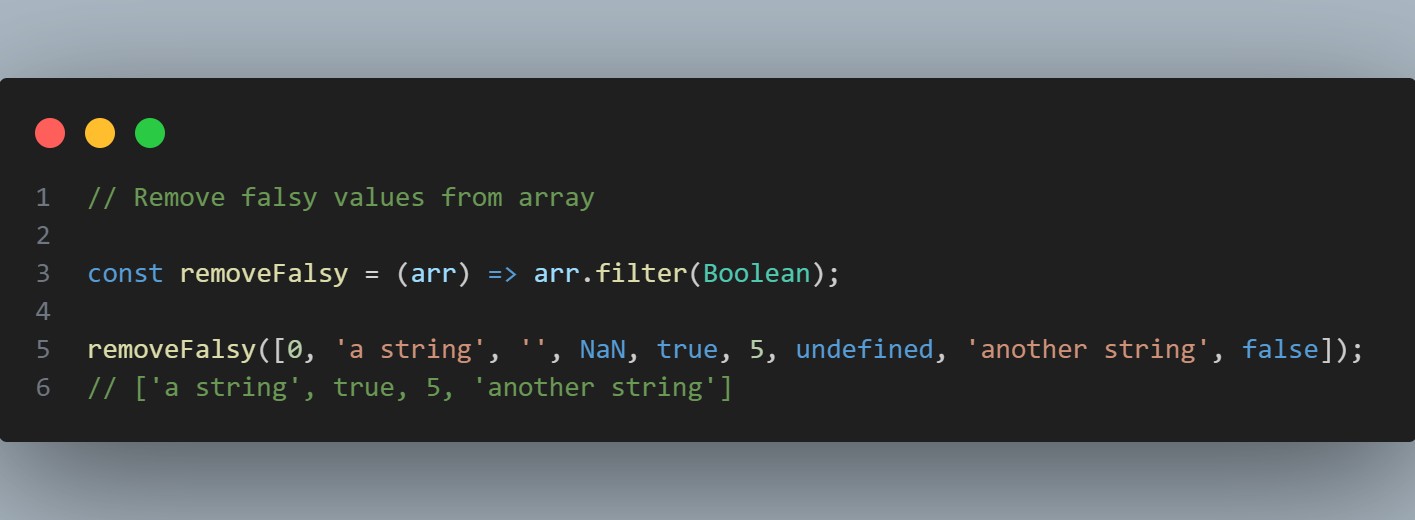 1 // Remove falsy values from array
2
3 const removeFalsy = (arr) => arr.filter(Boolean);
4
5 removeFalsy([0, 'a string', '', NaN, true, 5, undefined, 'another string', false]);
6 // ['a string', true, 5, 'another string']